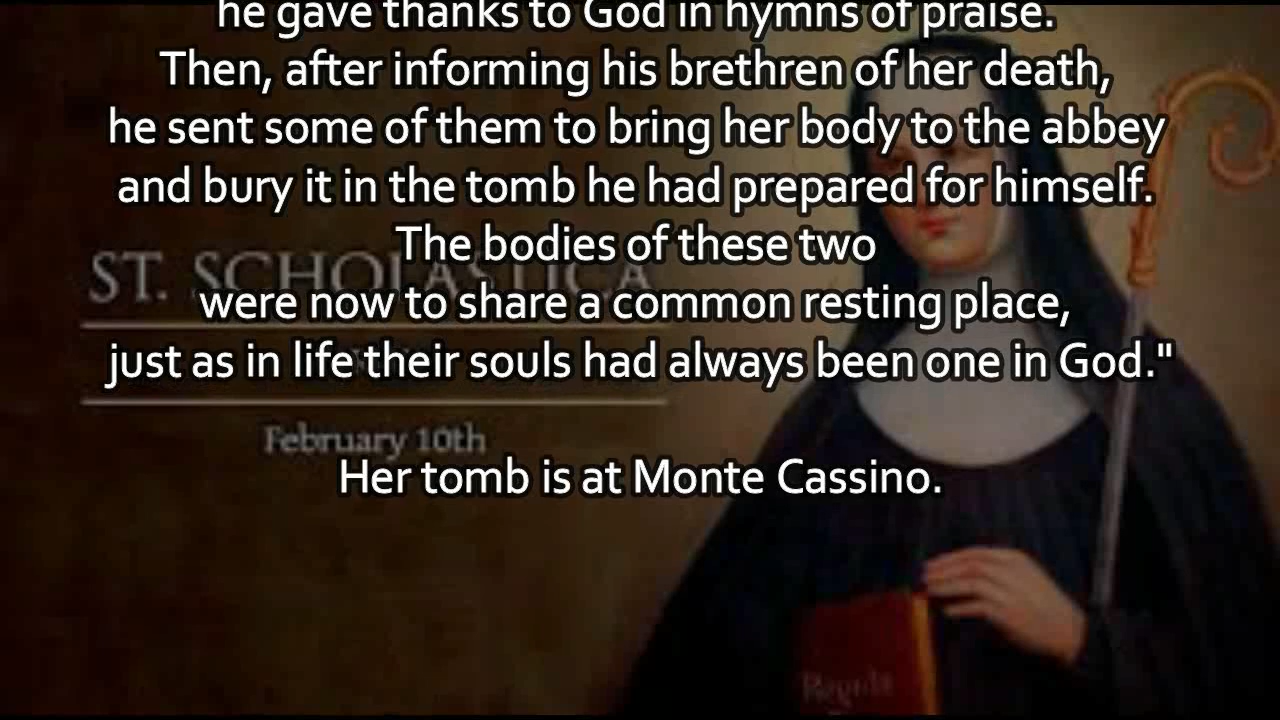 he gave thanks to God in hymns of praise.
Then, after informing his brethren of her death,
he sent some of them to bring her body to the abbey
and bury it in the tomb he had prepared for himself.
The bodies of these two
ST. SCHOLASTICA
were now to share a common resting place,
just as in life their souls had always been one in God."
February 10th
Her tomb is at Monte Cassino.
Regula